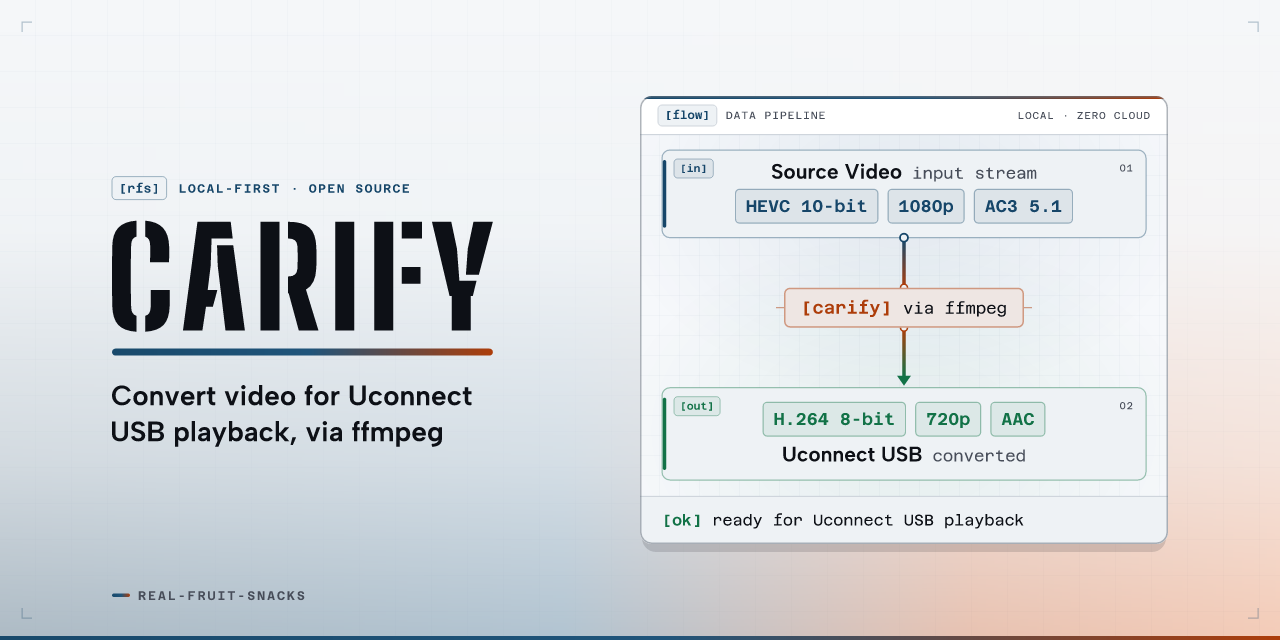 [rfs] LOCAL-FIRST · OPEN SOURCE
CARIFY
Convert video for Uconnect
USB playback, via ffmpeg
REAL-FRUIT-SNACKS
[flow] DATA PIPELINE LOCAL · ZERO CLOUD
[in] Source Video input stream 01
HEVC 10-bit 1080p AC3 5.1
[carify] via ffmpeg
[out] H.264 8-bit 720p AAC 02
Uconnect USB converted
[ok] ready for Uconnect USB playback